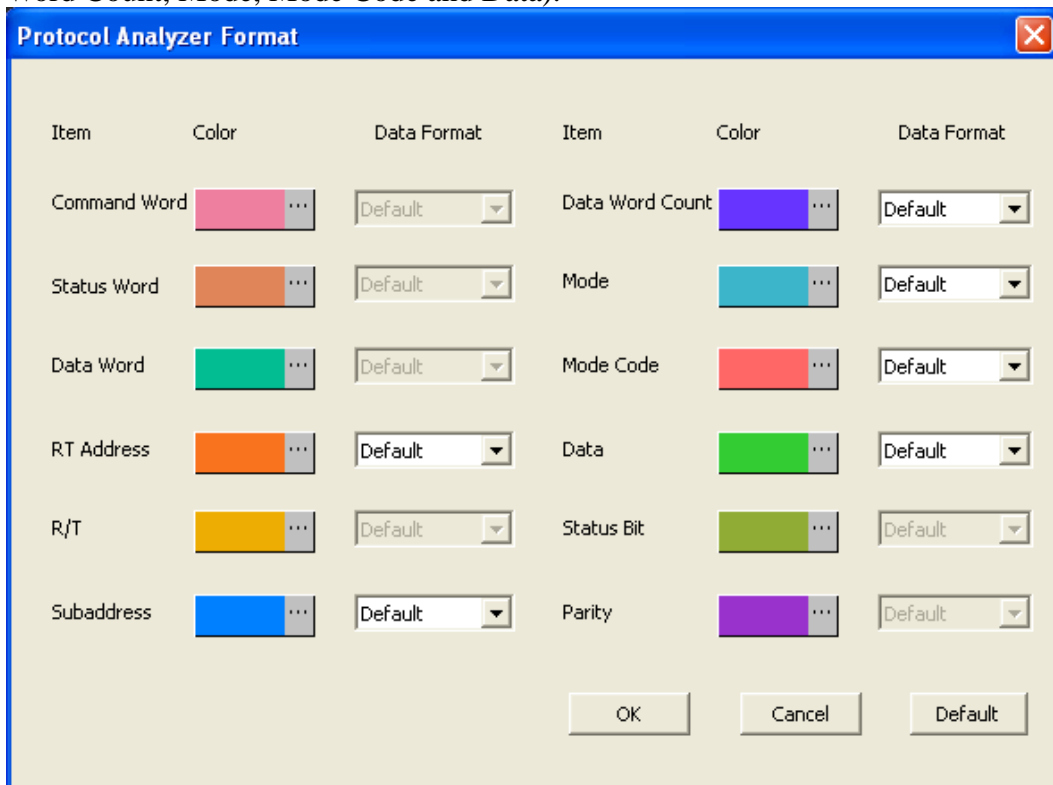 Word Count, Mode, Mode Code and Data).
Protocol Analyzer Format
Item Color Data Format Item Color Data Format
Command Word ... Default Data Word Count ... Default
Status Word ... Default Mode ... Default
Data Word ... Default Mode Code ... Default
RT Address ... Default Data ... Default
R/T ... Default Status Bit ... Default
Subaddress ... Default Parity ... Default
OK Cancel Default